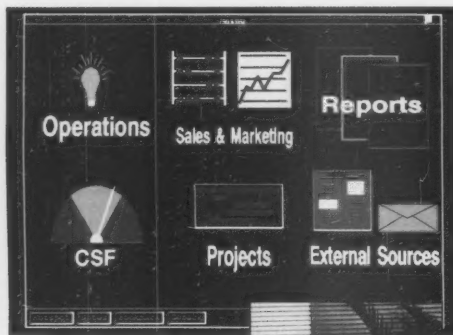 Operations
Sales & Marketing
Reports
CSF
Projects
External Sources